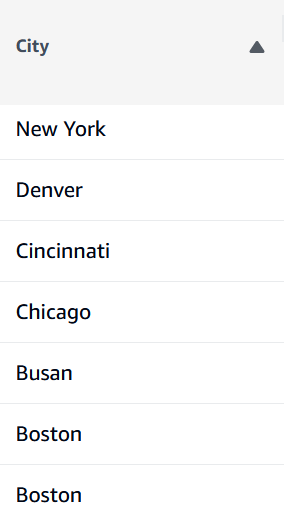 City
New York
Denver
Cincinnati
Chicago
Busan
Boston
Boston